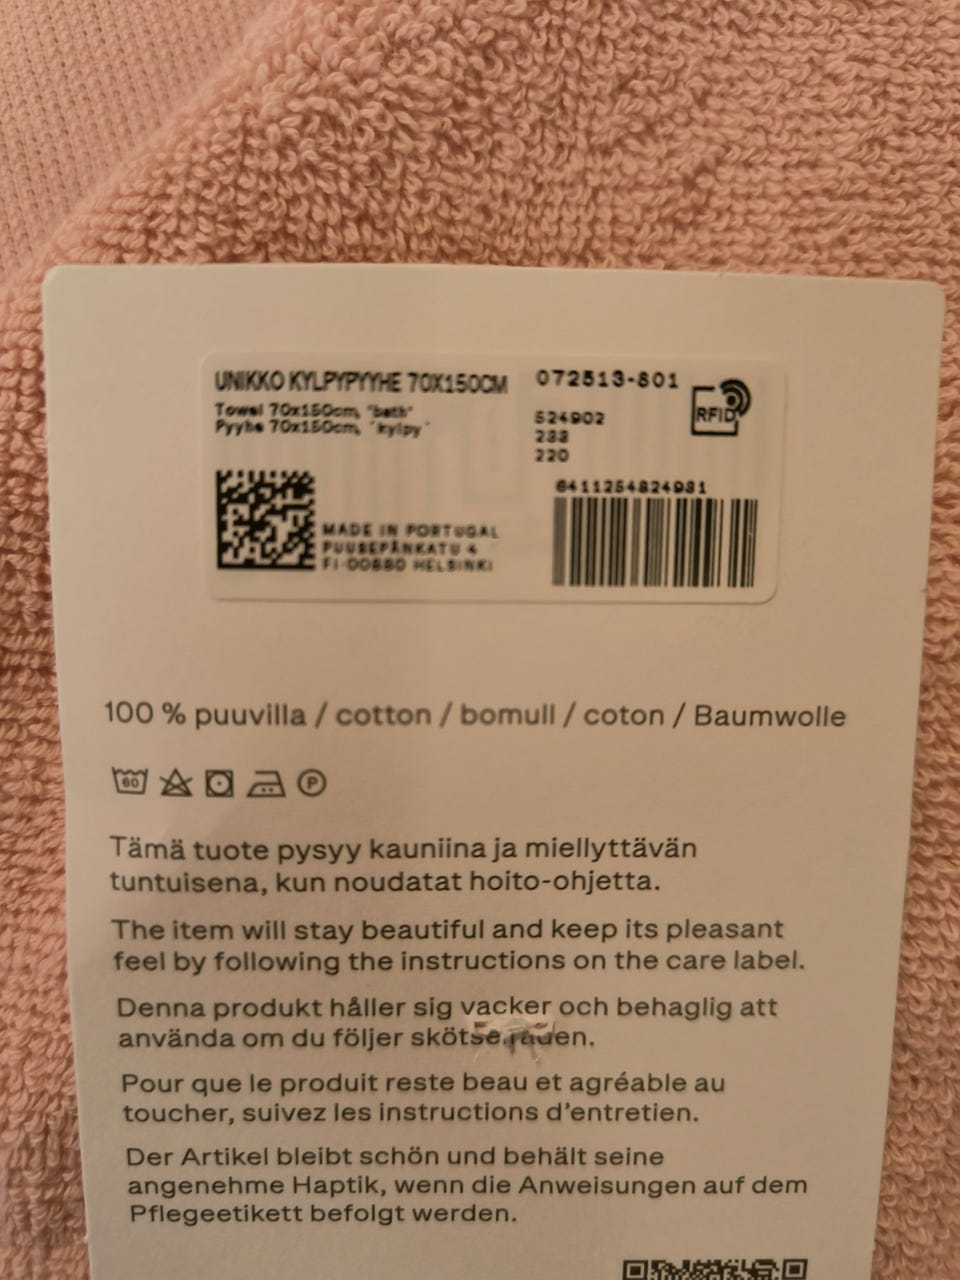 UNIKKO KYLPYPYYHE 70X150CM
Towel 70x150cm, "bath"
Pyyhe 70x150cm, "kylpy"
072513-801
524902
233
220
RFID
6411254824931
MADE IN PORTUGAL
PUUSEPÄNKATU 4
FI-00880 HELSINKI
100 % puuvilla / cotton / bomull / coton / Baumwolle
60
P
Tämä tuote pysyy kauniina ja miellyttävän
tuntuisena, kun noudatat hoito-ohjetta.
The item will stay beautiful and keep its pleasant
feel by following the instructions on the care label.
Denna produkt håller sig vacker och behaglig att
använda om du följer skötselråden.
Pour que le produit reste beau et agréable au
toucher, suivez les instructions d'entretien.
Der Artikel bleibt schön und behält seine
angenehme Haptik, wenn die Anweisungen auf dem
Pflegeetikett befolgt werden.